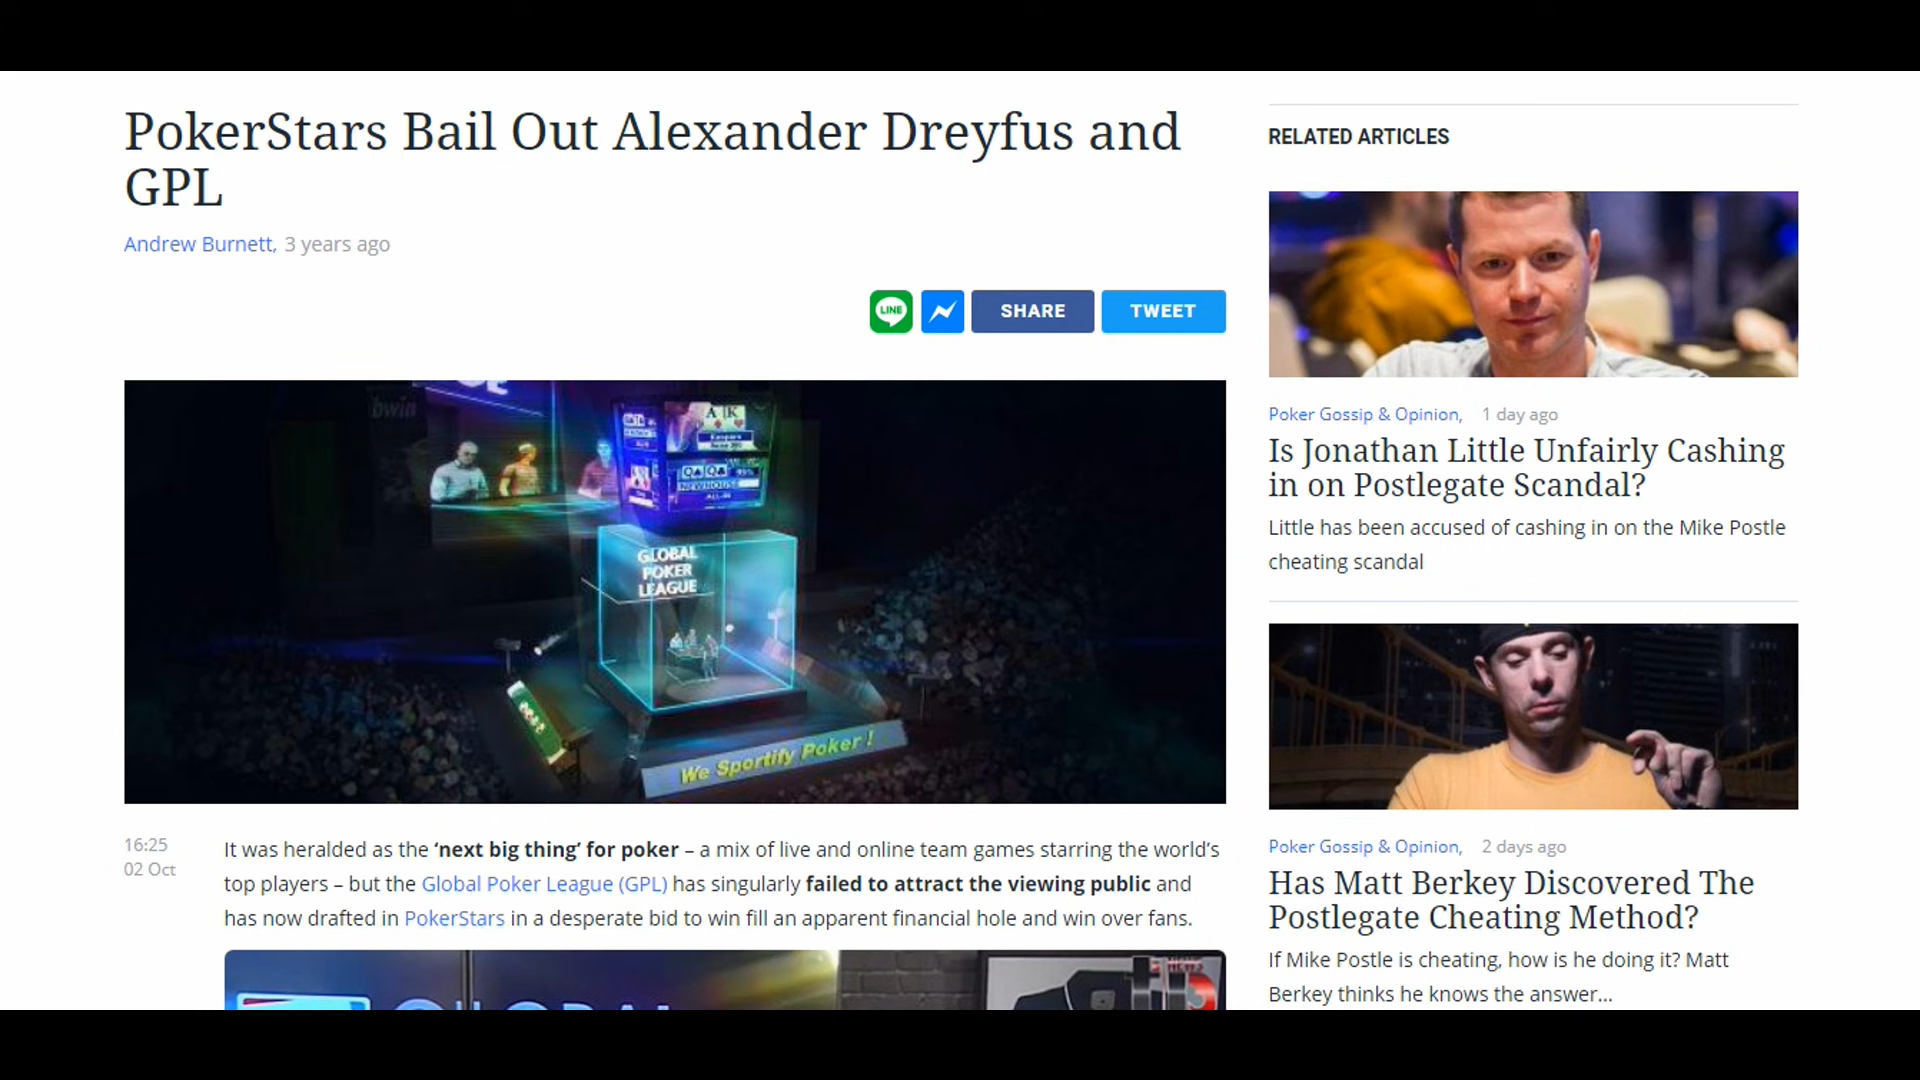 PokerStars Bail Out Alexander Dreyfus and
GPL
Andrew Burnett, 3 years ago
LINE
SHARE
TWEET
bwin
A K
Q Q
NEWHOUSE
ALL-IN
GLOBAL
POKER
LEAGUE
We Sportify Poker !
16:25
02 Oct
It was heralded as the ‘next big thing’ for poker – a mix of live and online team games starring the world’s
top players – but the Global Poker League (GPL) has singularly failed to attract the viewing public and
has now drafted in PokerStars in a desperate bid to win fill an apparent financial hole and win over fans.
GLOBAL
RELATED ARTICLES
Poker Gossip & Opinion, 1 day ago
Is Jonathan Little Unfairly Cashing
in on Postlegate Scandal?
Little has been accused of cashing in on the Mike Postle
cheating scandal
Poker Gossip & Opinion, 2 days ago
Has Matt Berkey Discovered The
Postlegate Cheating Method?
If Mike Postle is cheating, how is he doing it? Matt
Berkey thinks he knows the answer...